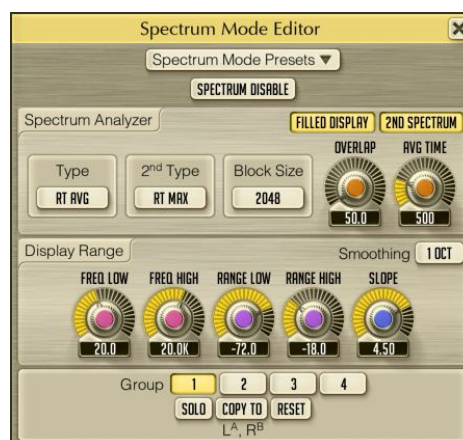 Spectrum Mode Editor
Spectrum Mode Presets ▼
SPECTRUM DISABLE
Spectrum Analyzer
FILLED DISPLAY 2ND SPECTRUM
OVERLAP AVG TIME
Type 2nd Type Block Size
RT AVG RT MAX 2048
50.0 500
Display Range
Smoothing 1 OCT
FREQ LOW FREQ HIGH RANGE LOW RANGE HIGH SLOPE
20.0 20.0K -72.0 -18.0 4.50
Group 1 2 3 4
SOLO COPY TO RESET
L^A, R^B